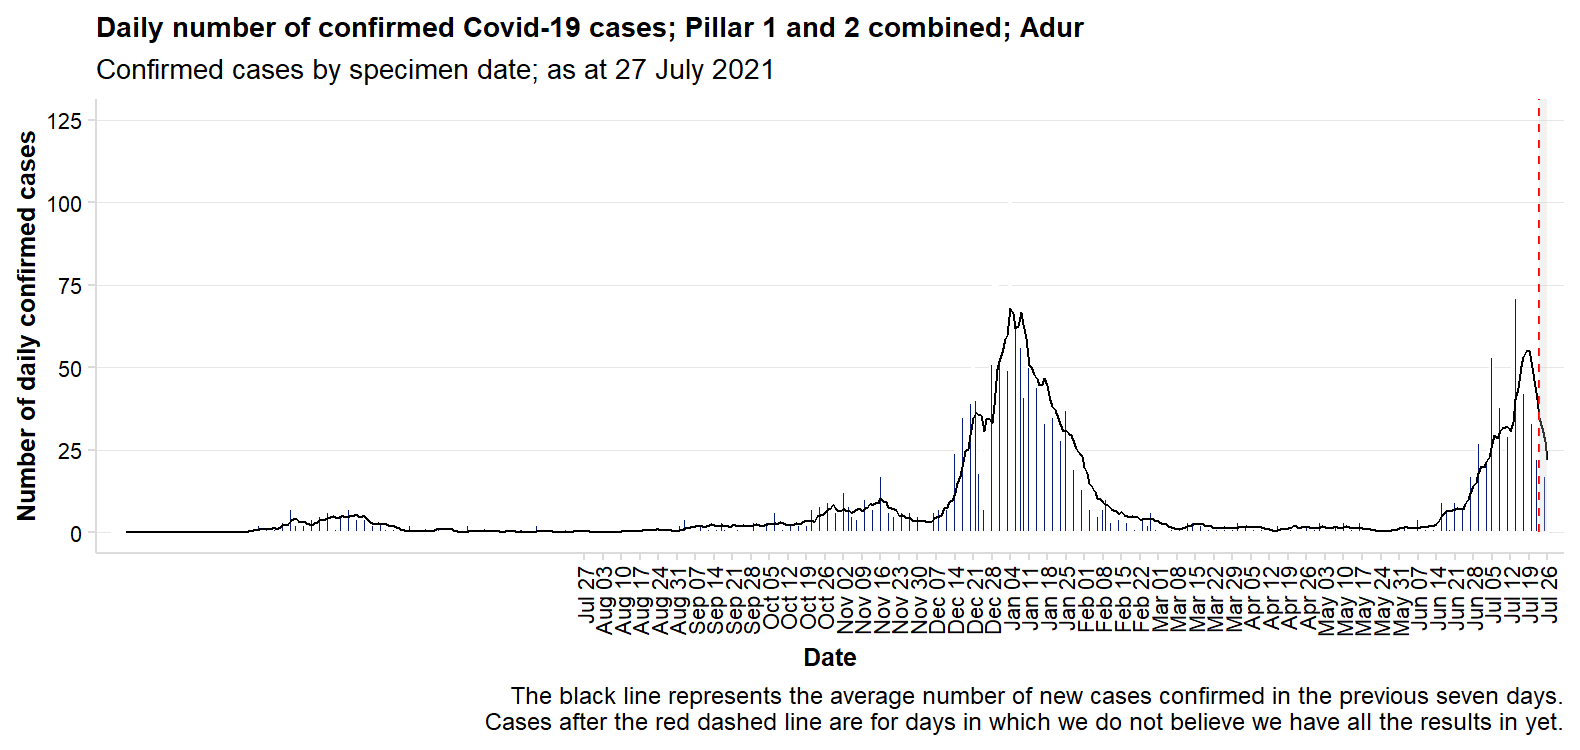 Daily number of confirmed Covid-19 cases; Pillar 1 and 2 combined; Adur
Confirmed cases by specimen date; as at 27 July 2021
Number of daily confirmed cases
125
100
75
50
25
0
Jul 27
Aug 03
Aug 10
Aug 17
Aug 24
Aug 31
Sep 07
Sep 14
Sep 21
Sep 28
Oct 05
Oct 12
Oct 19
Oct 26
Nov 02
Nov 09
Nov 16
Nov 23
Nov 30
Dec 07
Dec 14
Dec 21
Dec 28
Jan 04
Jan 11
Jan 18
Jan 25
Feb 01
Feb 08
Feb 15
Feb 22
Mar 01
Mar 08
Mar 15
Mar 22
Mar 29
Apr 05
Apr 12
Apr 19
Apr 26
May 03
May 10
May 17
May 24
May 31
Jun 07
Jun 14
Jun 21
Jun 28
Jul 05
Jul 12
Jul 19
Jul 26
Date
The black line represents the average number of new cases confirmed in the previous seven days.
Cases after the red dashed line are for days in which we do not believe we have all the results in yet.